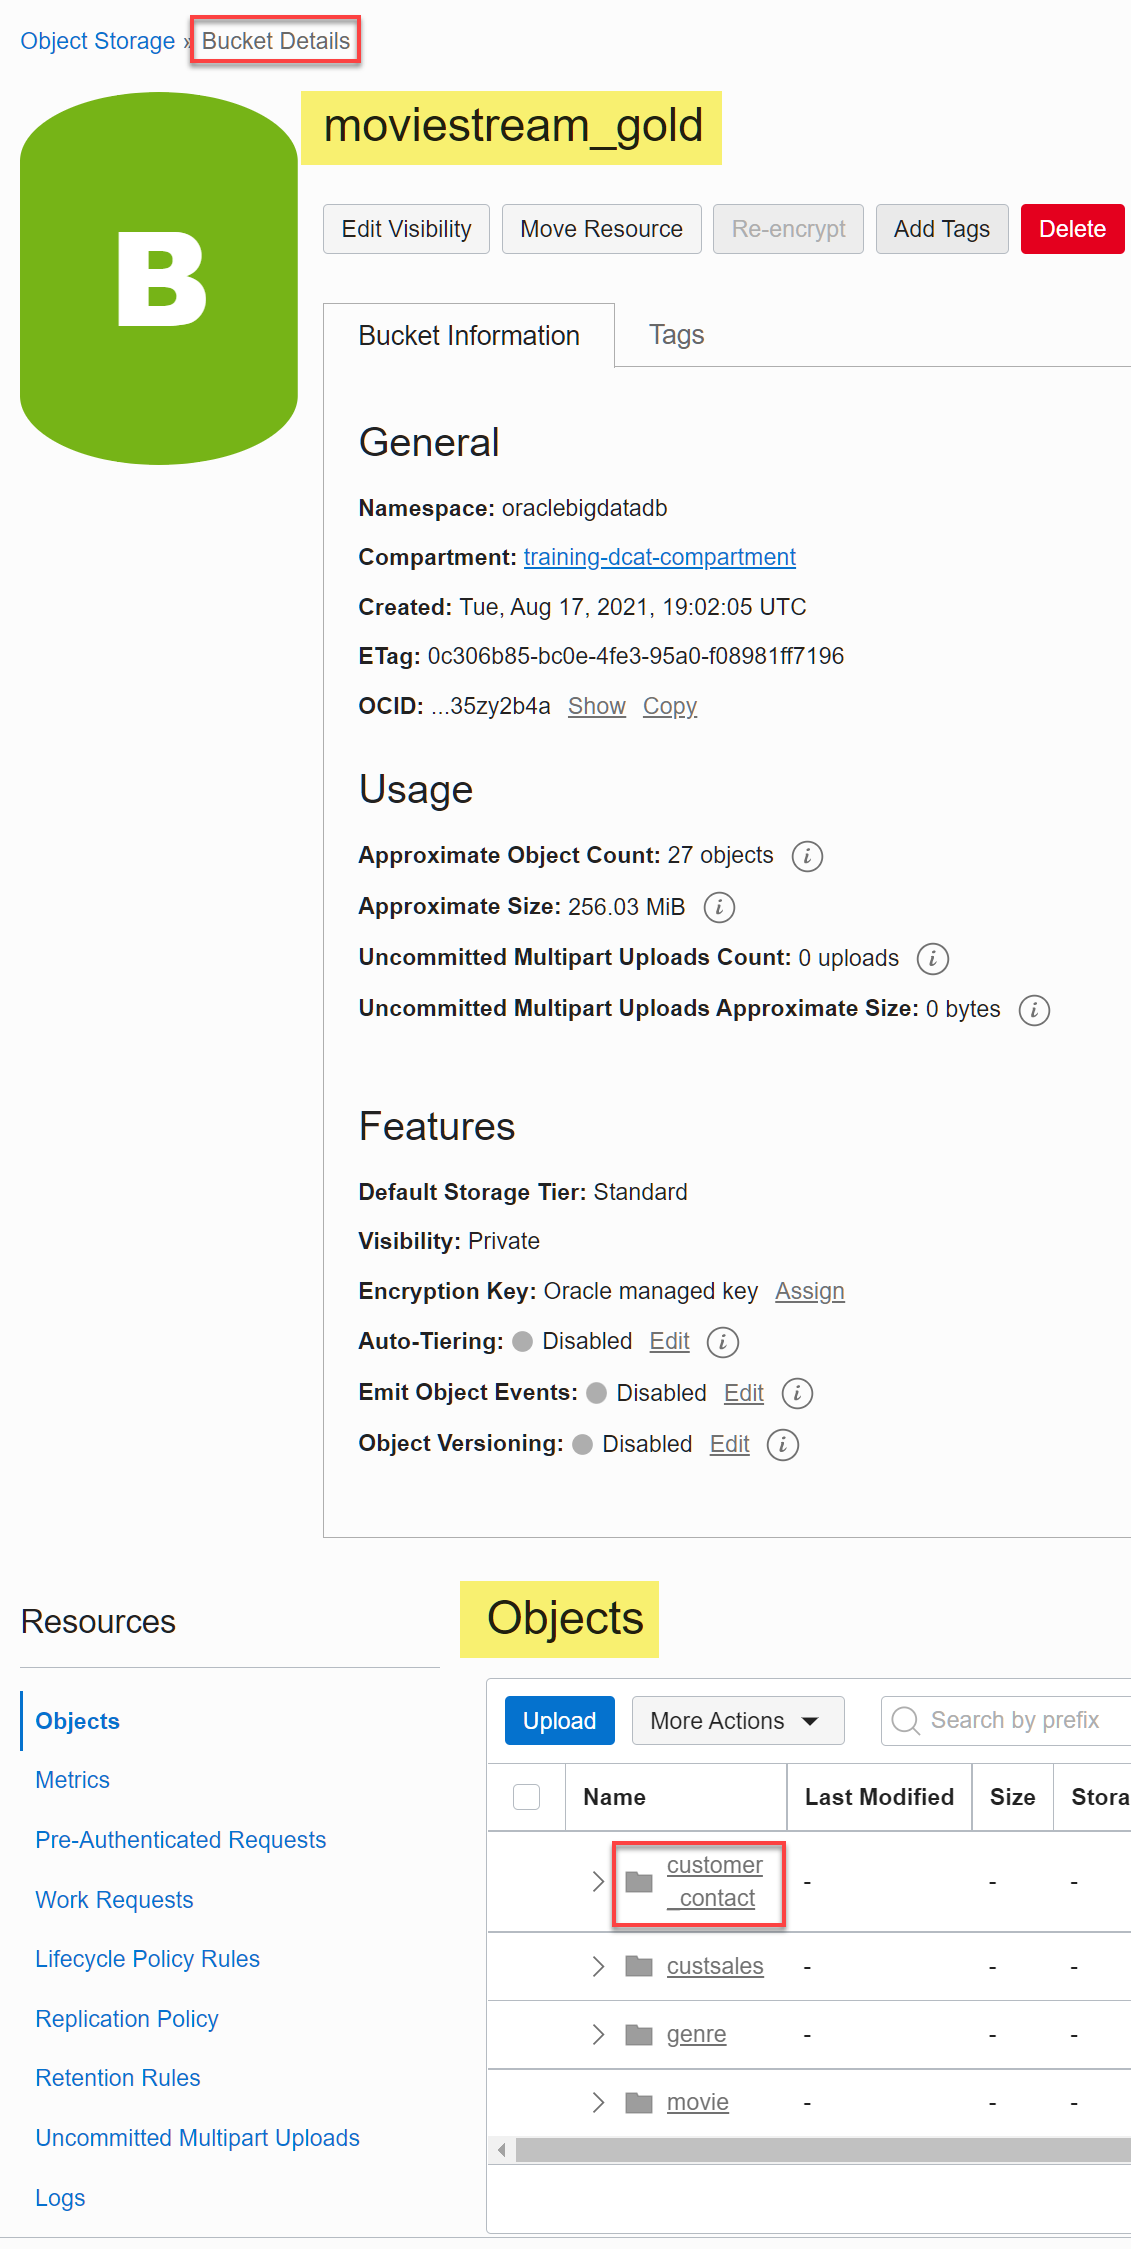 Object Storage » Bucket Details
B
moviestream_gold
Edit Visibility Move Resource Re-encrypt Add Tags Delete
Bucket Information Tags
General
Namespace: oraclebigdatadb
Compartment: training-dcat-compartment
Created: Tue, Aug 17, 2021, 19:02:05 UTC
ETag: 0c306b85-bc0e-4fe3-95a0-f08981ff7196
OCID: ...35zy2b4a Show Copy
Usage
Approximate Object Count: 27 objects i
Approximate Size: 256.03 MiB i
Uncommitted Multipart Uploads Count: 0 uploads i
Uncommitted Multipart Uploads Approximate Size: 0 bytes i
Features
Default Storage Tier: Standard
Visibility: Private
Encryption Key: Oracle managed key Assign
Auto-Tiering: Disabled Edit i
Emit Object Events: Disabled Edit i
Object Versioning: Disabled Edit i
Resources
Objects
Metrics
Pre-Authenticated Requests
Work Requests
Lifecycle Policy Rules
Replication Policy
Retention Rules
Uncommitted Multipart Uploads
Logs
Objects
Upload More Actions Search by prefix
Name Last Modified Size Stora
customer
_contact - - -
custsales - - -
genre - - -
movie - - -